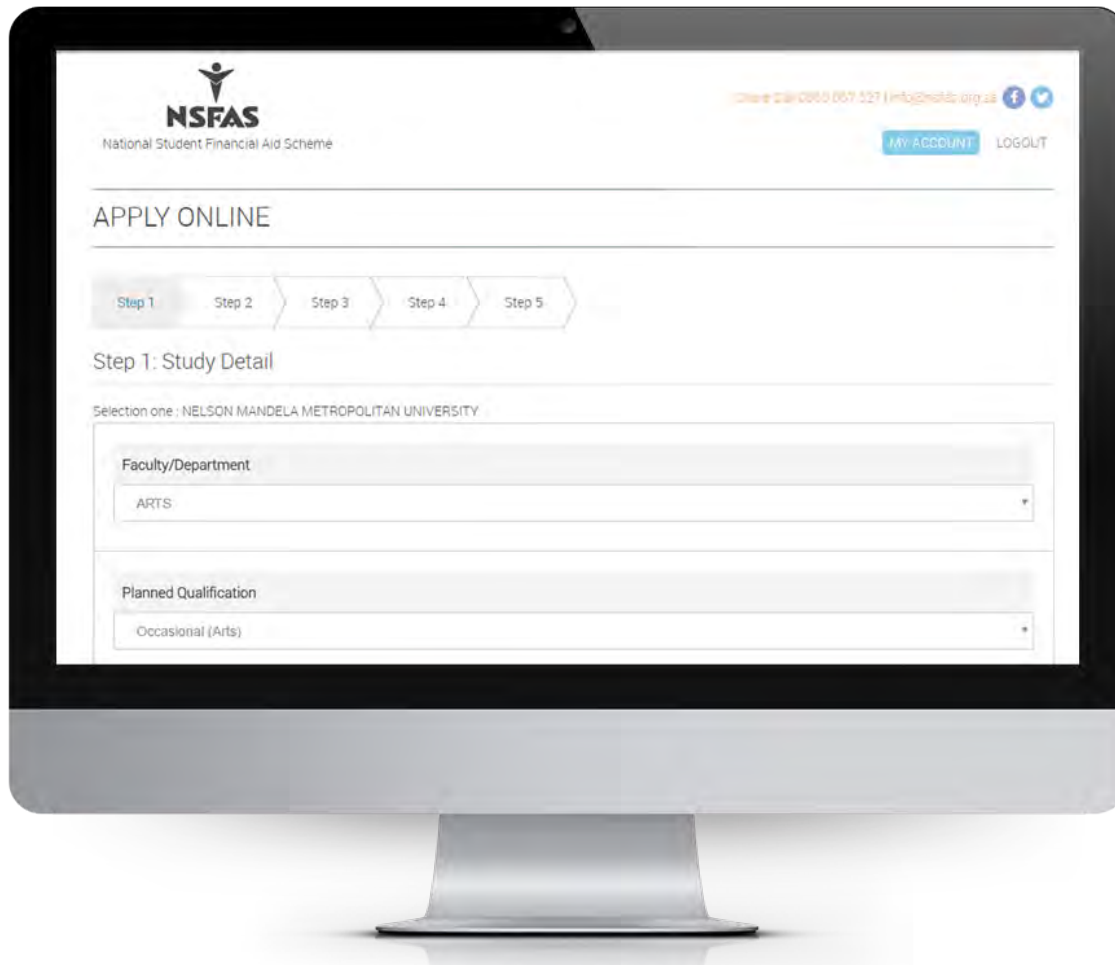 NSFAS
National Student Financial Aid Scheme
MY ACCOUNT LOGOUT
APPLY ONLINE
Step 1 Step 2 Step 3 Step 4 Step 5
Step 1: Study Detail
Selection one : NELSON MANDELA METROPOLITAN UNIVERSITY
Faculty/Department
ARTS
Planned Qualification
Occasional (Arts)